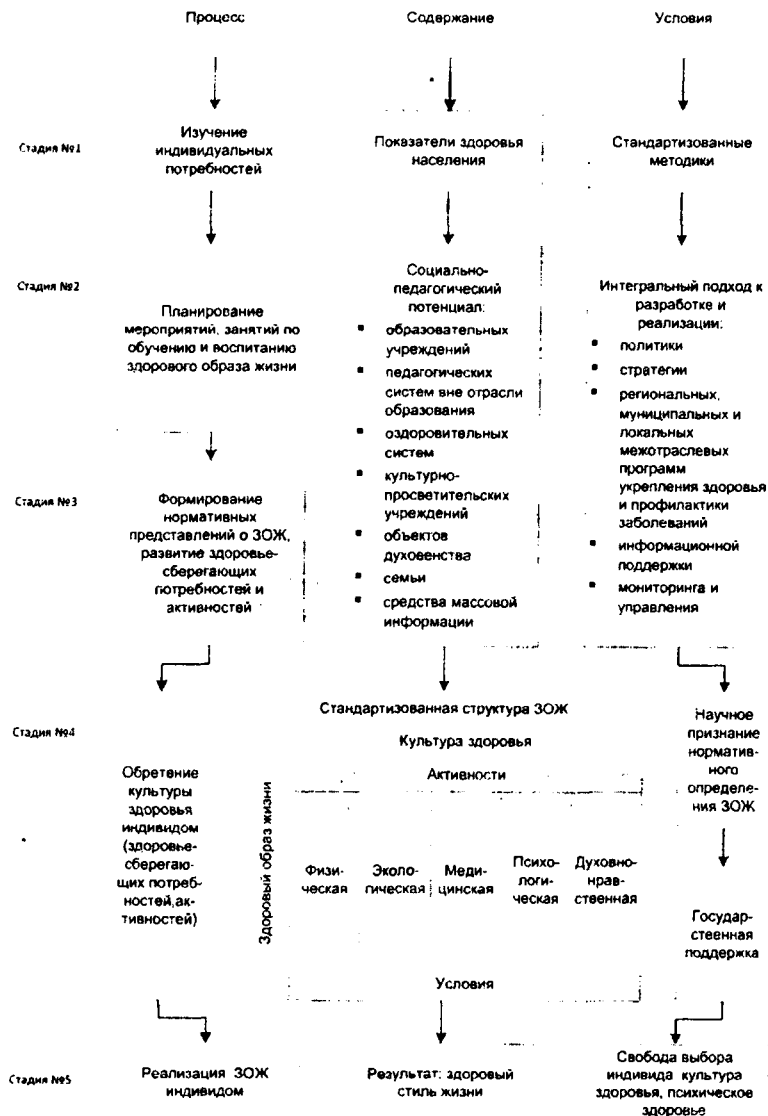 Процесс
Содержание
Условия
Стадия №1
Изучение
индивидуальных
потребностей
Показатели здоровья
населения
Стандартизованные
методики
Стадия №2
Планирование
мероприятий, занятий по
обучению и воспитанию
здорового образа жизни
Социально-
педагогический
потенциал:
▪ образовательных
учреждений
▪ педагогических
систем вне отрасли
образования
▪ оздоровительных
систем
▪ культурно-
просветительских
учреждений
▪ объектов
духовенства
▪ семьи
▪ средства массовой
информации
Интегральный подход к
разработке и
реализации:
▪ политики
▪ стратегии
▪ региональных,
муниципальных и
локальных
межотраслевых
программ
укрепления здоровья
и профилактики
заболеваний
▪ информационной
поддержки
▪ мониторинга и
управления
Стадия №3
Формирование
нормативных
представлений о ЗОЖ,
развитие здоровье-
сберегающих
потребностей и
активностей
Стадия №4
Обретение
культуры
здоровья
индивидом
(здоровье-
сберегаю-
щих потреб-
ностей,ак-
тивностей)
Стандартизованная структура ЗОЖ
Культура здоровья
Активности
Здоровый образ жизни
Физи-
ческая
Эколо-
гическая
Меди-
цинская
Психо-
логи-
ческая
Духовно-
нрав-
ственная
Условия
Научное
признание
норматив-
ного
определе-
ния ЗОЖ
Государ-
ственная
поддержка
Стадия №5
Реализация ЗОЖ
индивидом
Результат: здоровый
стиль жизни
Свобода выбора
индивида культура
здоровья, психическое
здоровье